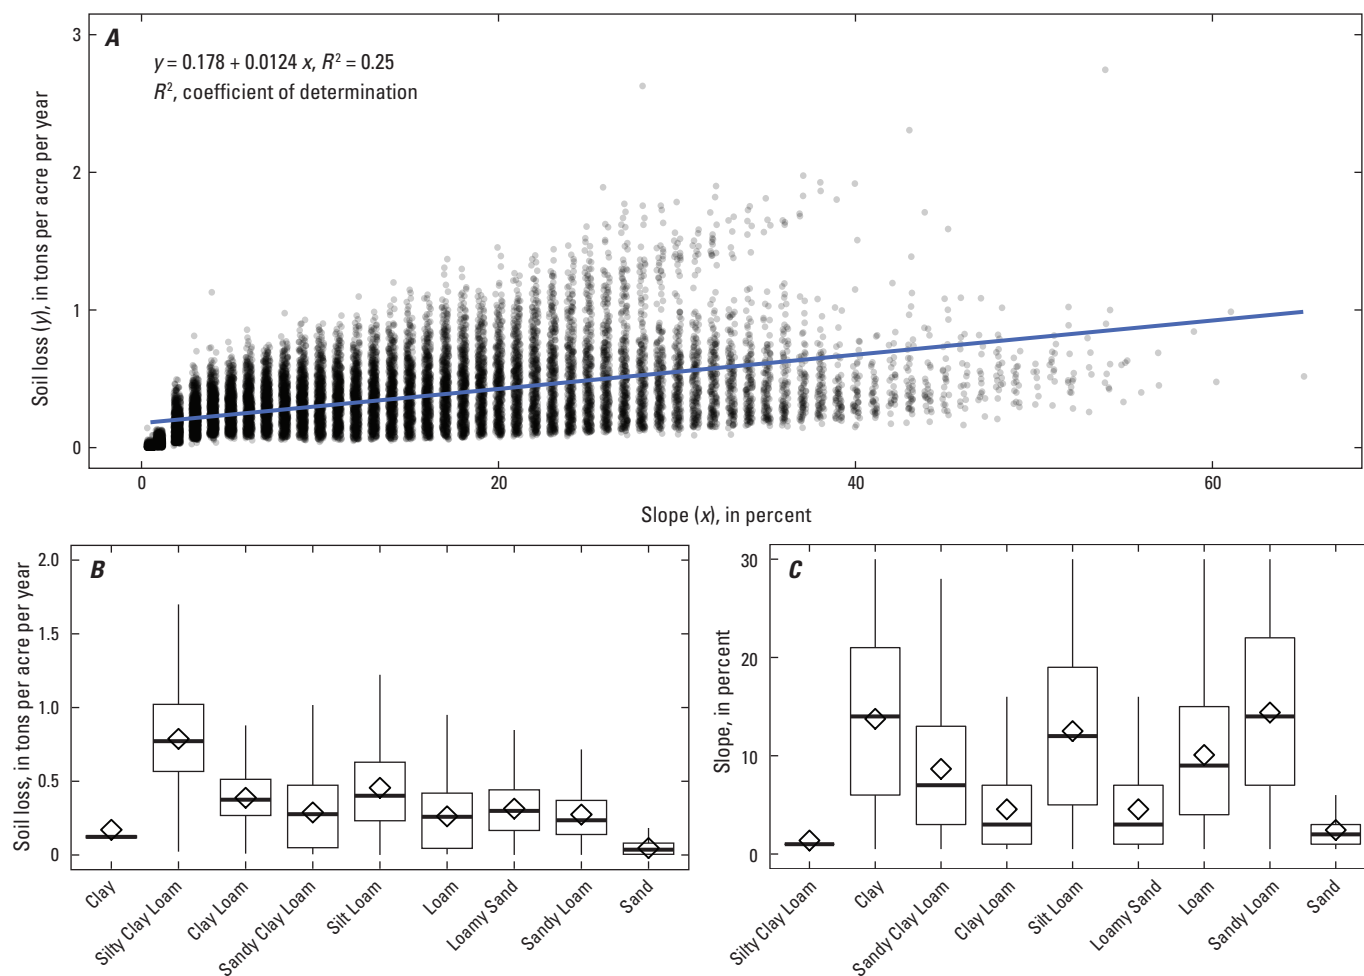 A
y = 0.178 + 0.0124 x, R² = 0.25
R², coefficient of determination
Soil loss (y), in tons per acre per year
3
2
1
0
0
20
40
60
Slope (x), in percent
B
Soil loss, in tons per acre per year
2.0
1.5
1.0
0.5
0
Clay
Silty Clay Loam
Clay Loam
Sandy Clay Loam
Silt Loam
Loam
Loamy Sand
Sandy Loam
Sand
C
Slope, in percent
30
20
10
0
Silty Clay Loam
Clay
Sandy Clay Loam
Clay Loam
Silt Loam
Loamy Sand
Loam
Sandy Loam
Sand